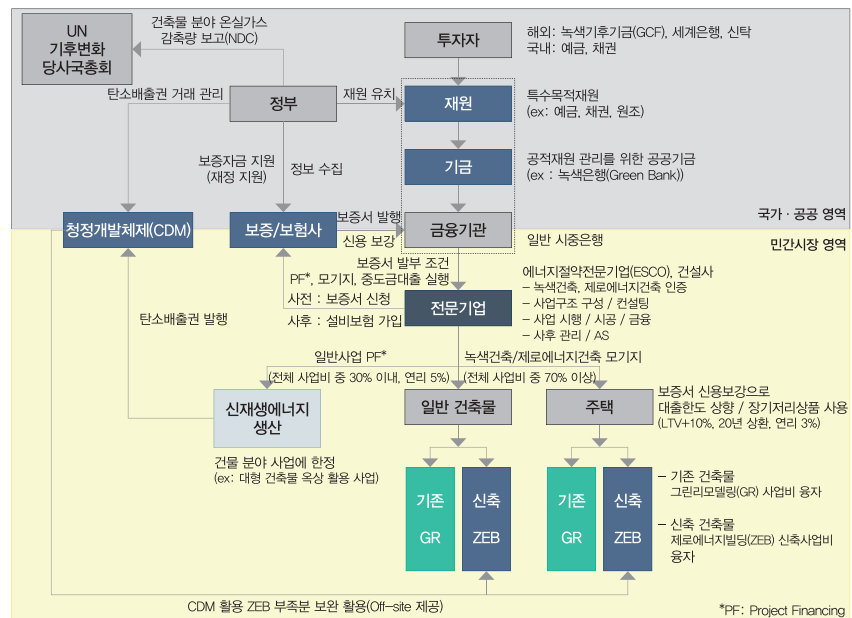 UN
기후변화
당사국총회
건축물 분야 온실가스
감축량 보고(NDC)
투자자
해외: 녹색기후기금(GCF), 세계은행, 신탁
국내: 예금, 채권
탄소배출권 거래 관리
정부
재원 유치
재원
특수목적재원
(ex: 예금, 채권, 원조)
보증자금 지원
(재정 지원)
정보 수집
기금
공적재원 관리를 위한 공공기금
(ex : 녹색은행(Green Bank))
국가·공공 영역
청정개발체제(CDM)
보증/보험사
보증서 발행
신용 보강
금융기관
일반 시중은행
민간시장 영역
보증서 발부 조건
PF*, 모기지, 중도금대출 실행
사전 : 보증서 신청
사후 : 설비보험 가입
전문기업
에너지절약전문기업(ESCO), 건설사
– 녹색건축, 제로에너지건축 인증
– 사업구조 구성 / 컨설팅
– 사업 시행 / 시공 / 금융
– 사후 관리 / AS
탄소배출권 발행
일반사업 PF*
(전체 사업비 중 30% 이내, 연리 5%)
녹색건축/제로에너지건축 모기지
(전체 사업비 중 70% 이상)
신재생에너지
생산
일반 건축물
주택
보증서 신용보강으로
대출한도 상향 / 장기저리상품 사용
(LTV+10%, 20년 상환, 연리 3%)
건물 분야 사업에 한정
(ex: 대형 건축물 옥상 활용 사업)
기존
GR
신축
ZEB
기존
GR
신축
ZEB
– 기존 건축물
그린리모델링(GR) 사업비 융자
– 신축 건축물
제로에너지빌딩(ZEB) 신축사업비
융자
CDM 활용 ZEB 부족분 보완 활용(Off–site 제공)
*PF: Project Financing